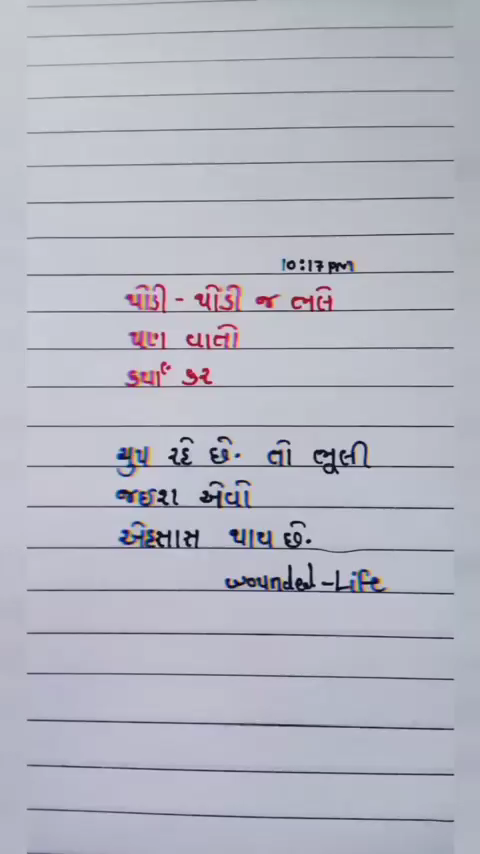 10:17 pm
થોડી - થોડી જ ભલે
પણ વાતો
કર્યા કર
ચુપ રહે છે. તો ભૂલી
જઈશ એવો
એહસાસ થાય છે.
wounded-Life